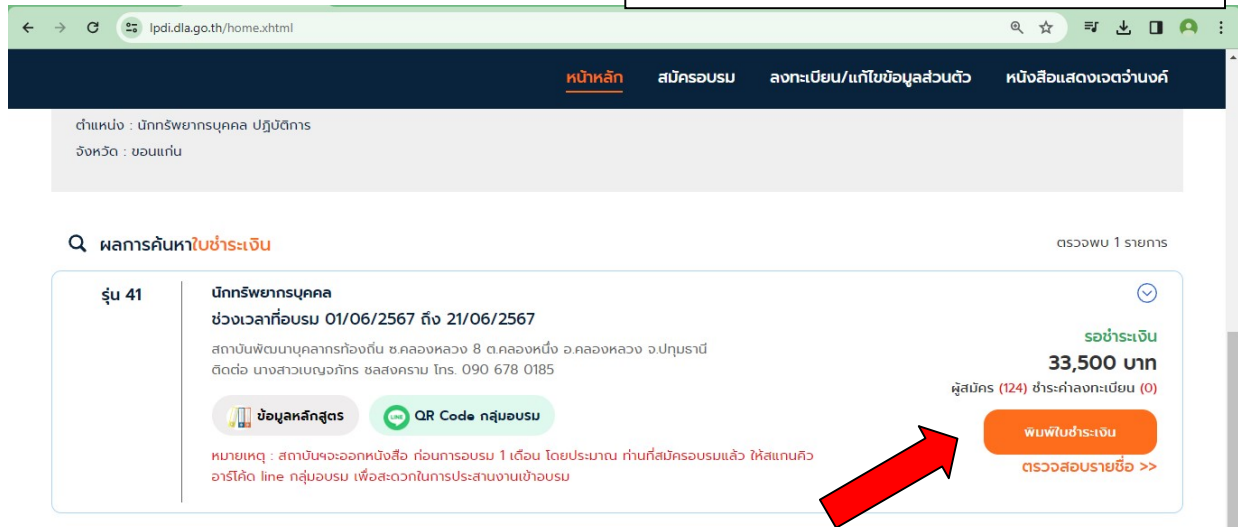 lpdi.dla.go.th/home.xhtml
หน้าหลัก สมัครอบรม ลงทะเบียน/แก้ไขข้อมูลส่วนตัว หนังสือแสดงเจตจำนงค์
ตำแหน่ง : นักทรัพยากรบุคคล ปฏิบัติการ
จังหวัด : ขอนแก่น
ผลการค้นหาใบชำระเงิน ตรวจพบ 1 รายการ
รุ่น 41 นักทรัพยากรบุคคล
ช่วงเวลาที่อบรม 01/06/2567 ถึง 21/06/2567
สถาบันพัฒนาบุคลากรท้องถิ่น ซ.คลองหลวง 8 ต.คลองหนึ่ง อ.คลองหลวง จ.ปทุมธานี
ติดต่อ นางสาวเบญจภัทร ชลสงคราม โทร. 090 678 0185
รอชำระเงิน
33,500 บาท
ผู้สมัคร (124) ชำระค่าลงทะเบียน (0)
ข้อมูลหลักสูตร LINE QR Code กลุ่มอบรม
พิมพ์ใบชำระเงิน
หมายเหตุ : สถาบันฯจะออกหนังสือ ก่อนการอบรม 1 เดือน โดยประมาณ ท่านที่สมัครอบรมแล้ว ให้สแกนคิว
อาร์โค้ด line กลุ่มอบรม เพื่อสะดวกในการประสานงานเข้าอบรม
ตรวจสอบรายชื่อ >>